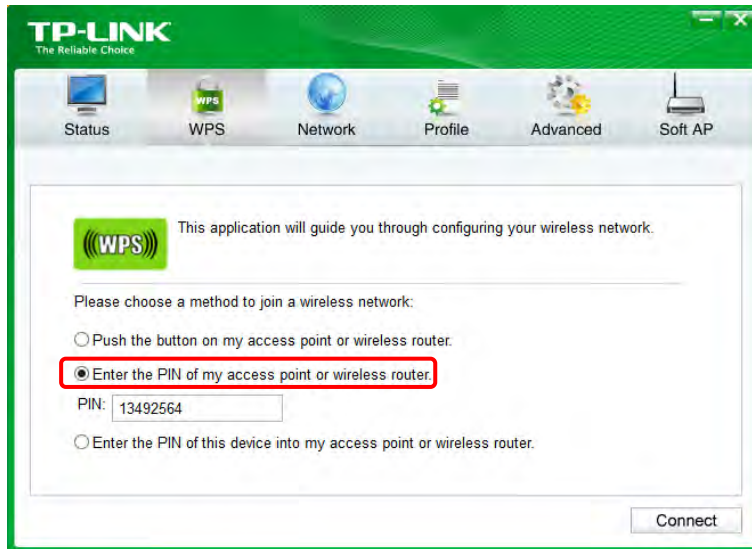 TP-LINK
The Reliable Choice
Status WPS Network Profile Advanced Soft AP
WPS
This application will guide you through configuring your wireless network.
((WPS))
Please choose a method to join a wireless network:
Push the button on my access point or wireless router.
Enter the PIN of my access point or wireless router.
PIN: 13492564
Enter the PIN of this device into my access point or wireless router.
Connect